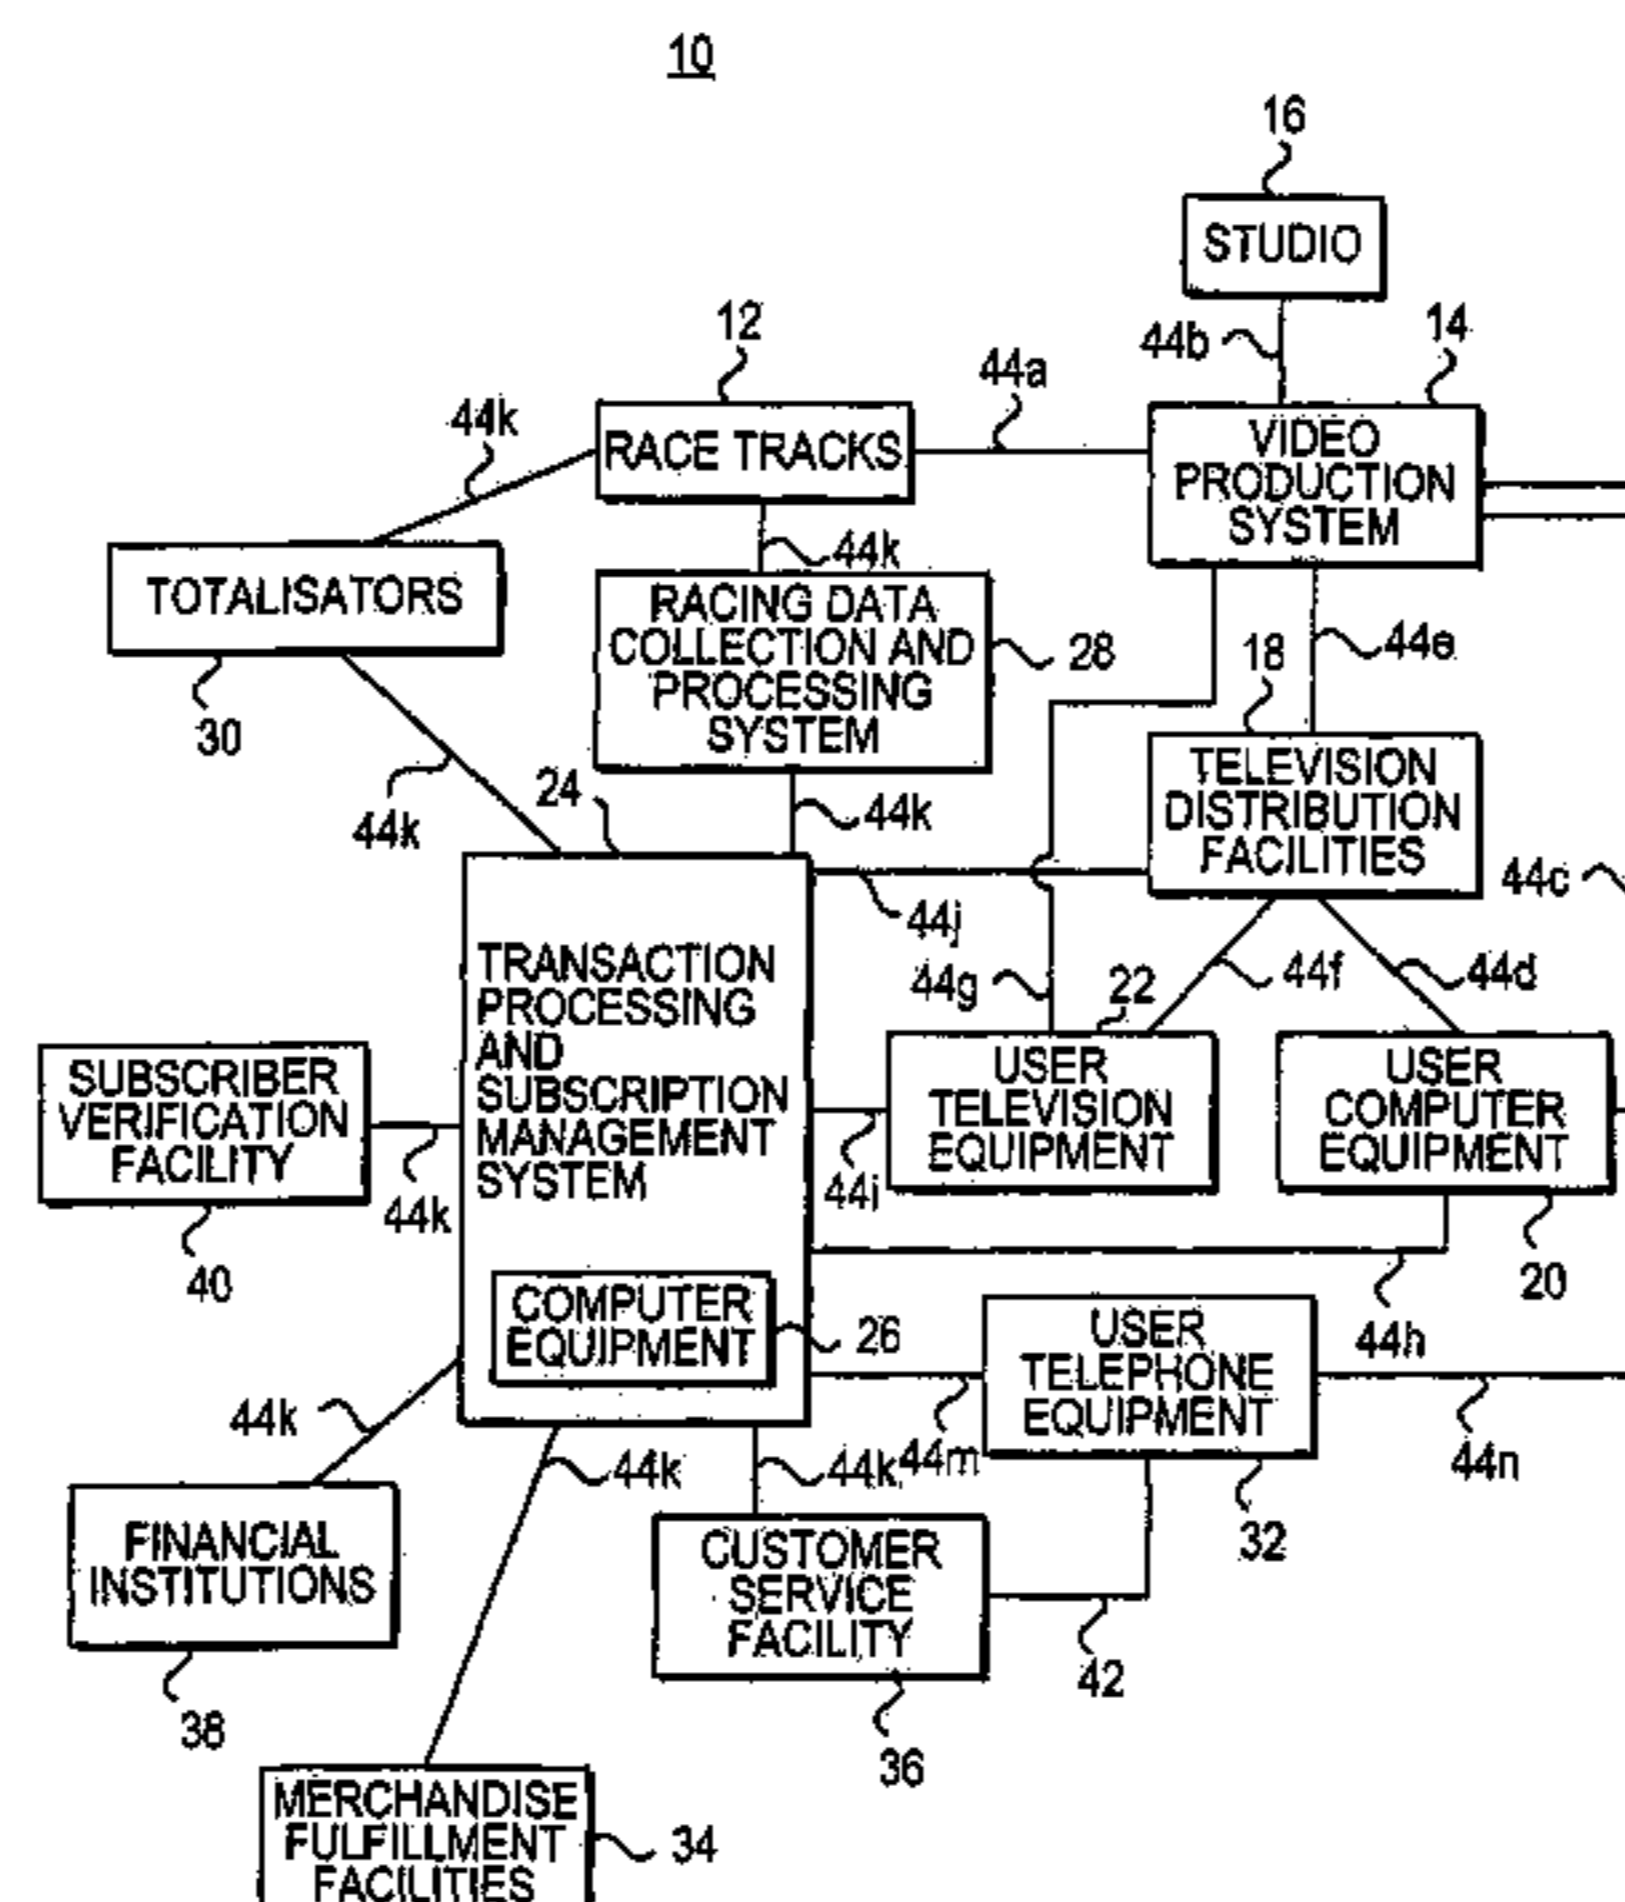 10
16
STUDIO
12
44b
14
44a
44k
RACE TRACKS
VIDEO
PRODUCTION
SYSTEM
44k
TOTALISATORS
RACING DATA
COLLECTION AND
PROCESSING
SYSTEM
28
18
44e
30
24
TELEVISION
DISTRIBUTION
FACILITIES
44k
44k
44c
44j
TRANSACTION
PROCESSING
AND
SUBSCRIPTION
MANAGEMENT
SYSTEM
44g
22
44f
44d
SUBSCRIBER
VERIFICATION
FACILITY
USER
TELEVISION
EQUIPMENT
USER
COMPUTER
EQUIPMENT
44k
44i
40
20
COMPUTER
EQUIPMENT
26
USER
TELEPHONE
EQUIPMENT
44h
44k
44k
44k
44m
44n
FINANCIAL
INSTITUTIONS
CUSTOMER
SERVICE
FACILITY
32
42
38
36
MERCHANDISE
FULFILLMENT
FACILITIES
34